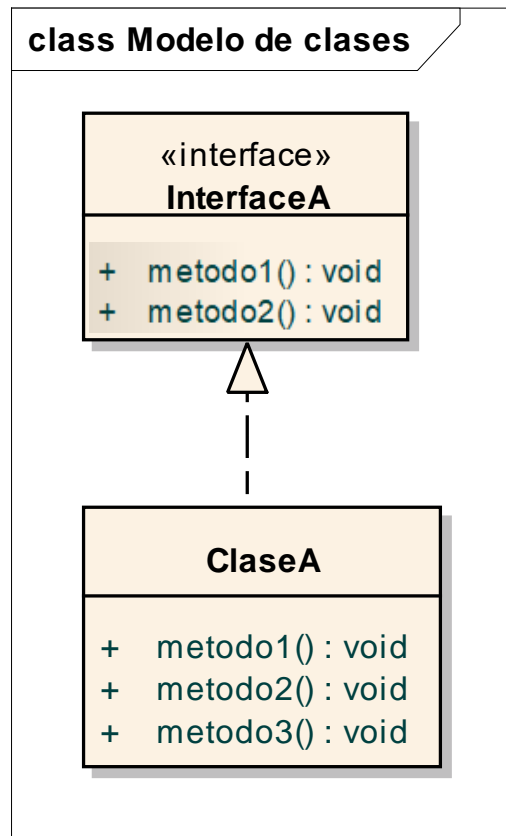 class Modelo de clases
«interface»
InterfaceA
+ metodo1() : void
+ metodo2() : void
ClaseA
+ metodo1() : void
+ metodo2() : void
+ metodo3() : void